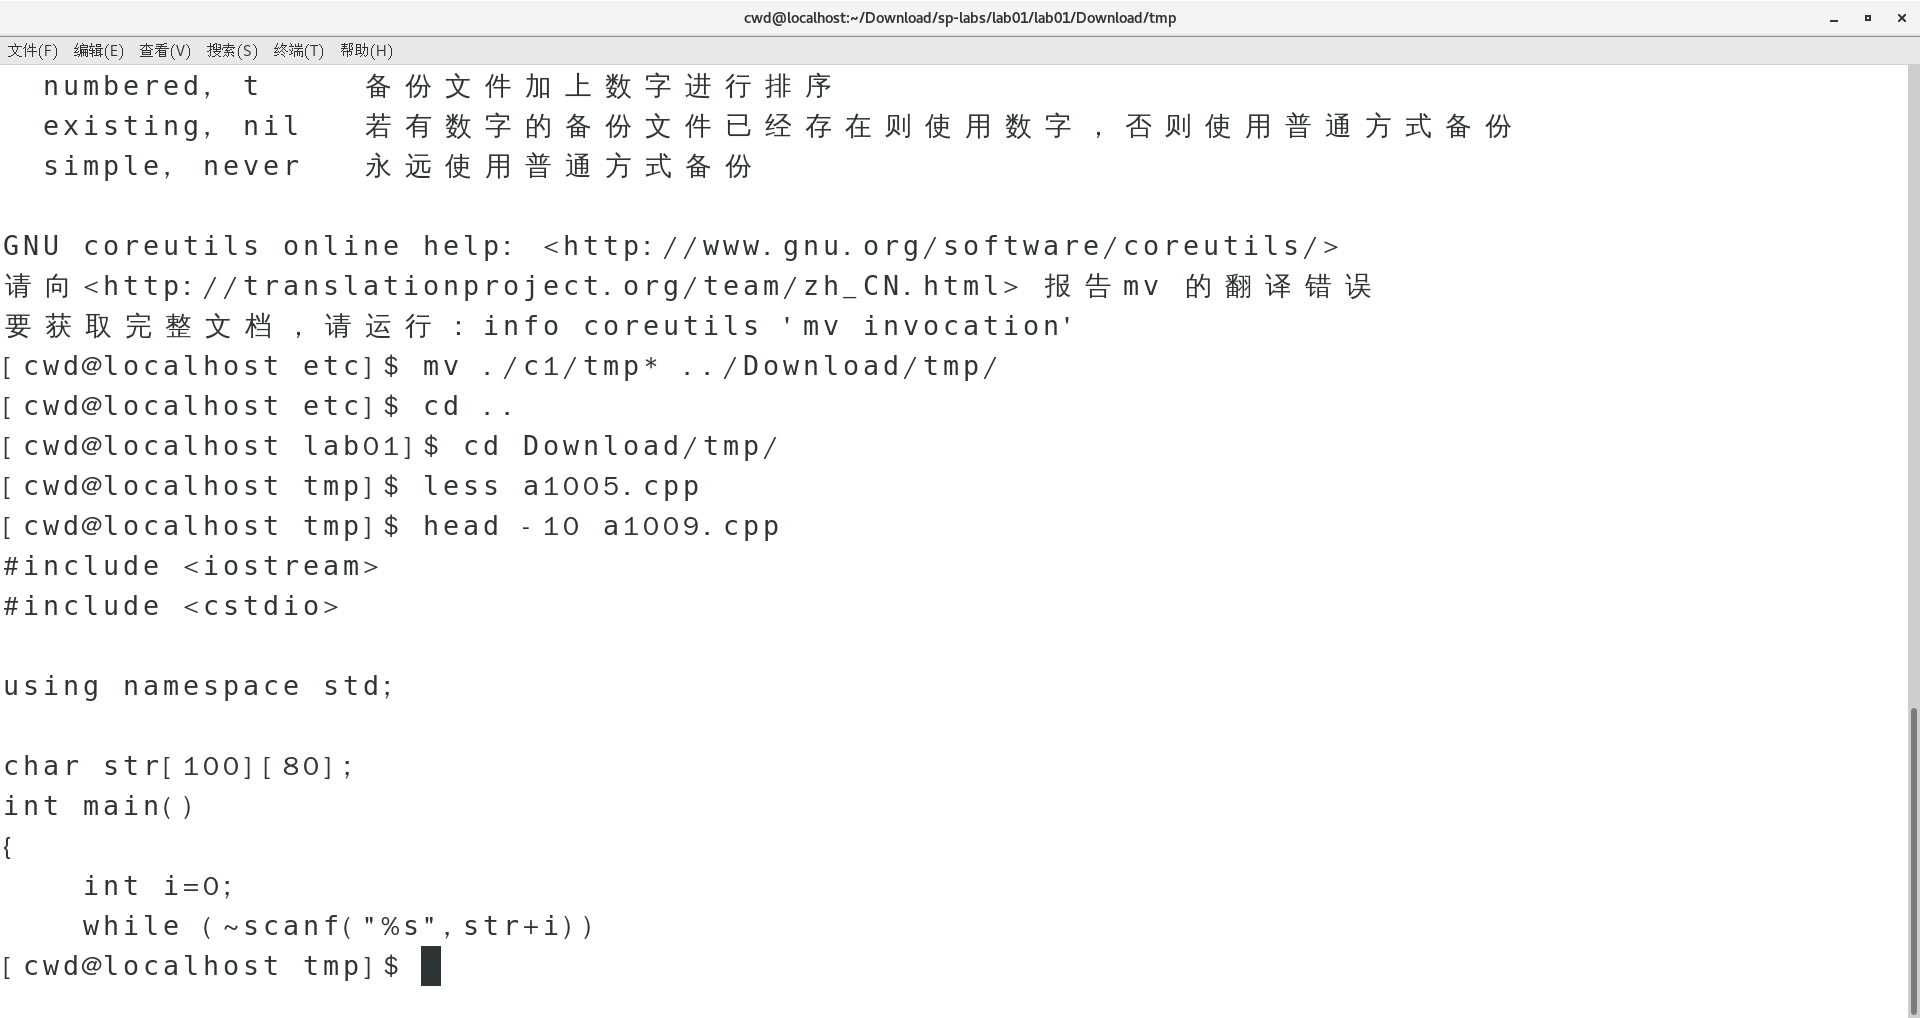 cwd@localhost:~/Download/sp-labs/lab01/lab01/Download/tmp
文件(F) 编辑(E) 查看(V) 搜索(S) 终端(T) 帮助(H)
numbered, t 备份文件加上数字进行排序
existing, nil 若有数字的备份文件已经存在则使用数字，否则使用普通方式备份
simple, never 永远使用普通方式备份
GNU coreutils online help: <http://www.gnu.org/software/coreutils/>
请向<http://translationproject.org/team/zh_CN.html> 报告mv 的翻译错误
要获取完整文档，请运行：info coreutils 'mv invocation'
[cwd@localhost etc]$ mv ./c1/tmp* ../Download/tmp/
[cwd@localhost etc]$ cd ..
[cwd@localhost lab01]$ cd Download/tmp/
[cwd@localhost tmp]$ less a1005.cpp
[cwd@localhost tmp]$ head -10 a1009.cpp
#include <iostream>
#include <cstdio>
using namespace std;
char str[100][80];
int main()
{
int i=0;
while (~scanf("%s",str+i))
[cwd@localhost tmp]$